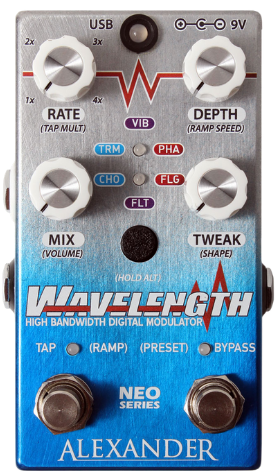 USB 9V
2x 3x
1x 4x
RATE DEPTH
(TAP MULT) (RAMP SPEED)
VIB
TRM PHA
CHO FLG
FLT
MIX TWEAK
(VOLUME) (SHAPE)
(HOLD ALT)
WAVELENGTH
HIGH BANDWIDTH DIGITAL MODULATOR
TAP (RAMP) (PRESET) BYPASS
NEO
SERIES
ALEXANDER